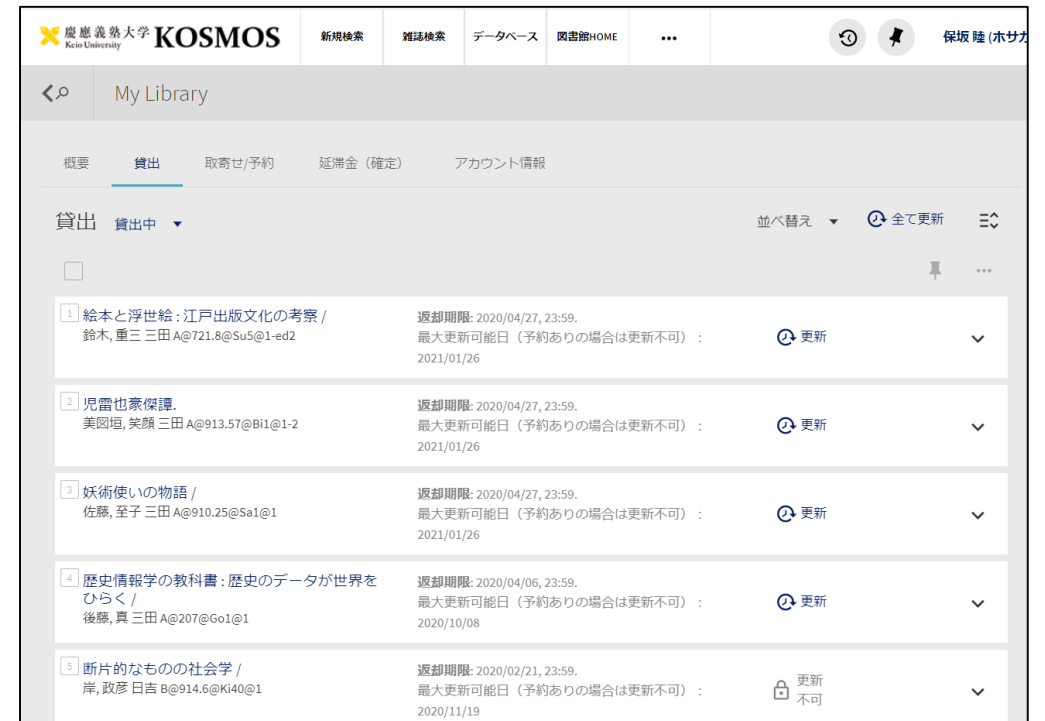 慶應義塾大学 Keio University KOSMOS 新規検索 雑誌検索 データベース 図書館HOME ••• 保坂 陸 (ホサカ
My Library
概要 貸出 取寄せ/予約 延滞金（確定） アカウント情報
貸出 貸出中 並べ替え 全て更新
1 絵本と浮世絵 : 江戸出版文化の考察 /
鈴木, 重三 三田 A@721.8@Su5@1-ed2
返却期限: 2020/04/27, 23:59.
最大更新可能日（予約ありの場合は更新不可）:
2021/01/26
更新
2 児雷也豪傑譚.
美図垣, 笑顔 三田 A@913.57@Bi1@1-2
返却期限: 2020/04/27, 23:59.
最大更新可能日（予約ありの場合は更新不可）:
2021/01/26
更新
3 妖術使いの物語 /
佐藤, 至子 三田 A@910.25@Sa1@1
返却期限: 2020/04/27, 23:59.
最大更新可能日（予約ありの場合は更新不可）:
2021/01/26
更新
4 歴史情報学の教科書 : 歴史のデータが世界を
ひらく /
後藤, 真 三田 A@207@Go1@1
返却期限: 2020/04/06, 23:59.
最大更新可能日（予約ありの場合は更新不可）:
2020/10/08
更新
5 断片的なものの社会学 /
岸, 政彦 日吉 B@914.6@Ki40@1
返却期限: 2020/02/21, 23:59.
最大更新可能日（予約ありの場合は更新不可）:
2020/11/19
更新
不可